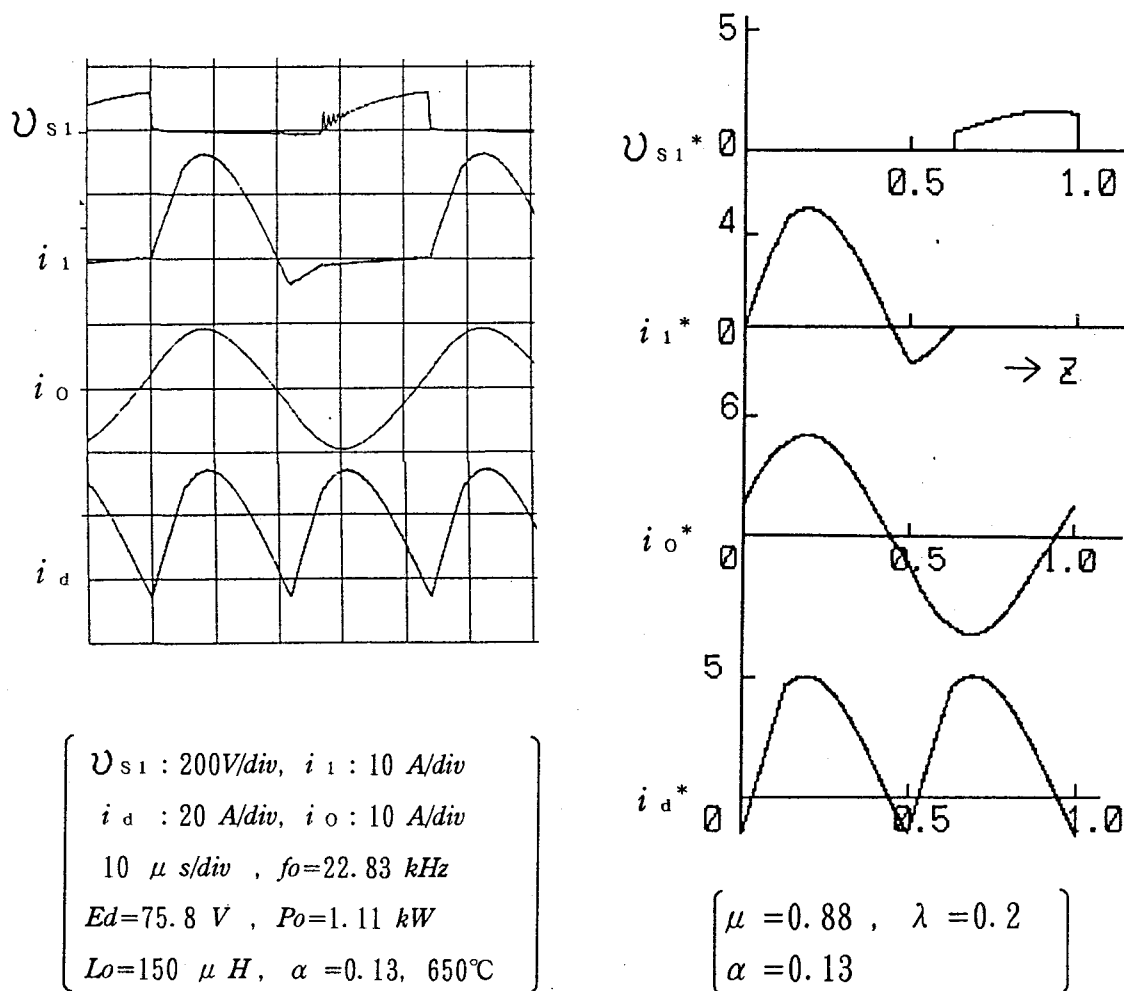 υS1
i1
io
id
υS1 : 200V/div, i1 : 10 A/div
id : 20 A/div, io : 10 A/div
10 μs/div , fo=22.83 kHz
Ed=75.8 V , Po=1.11 kW
Lo=150 μH, α=0.13, 650℃
5
υS1* 0
0.5 1.0
4
i1* 0
→ Z
6
io*
0 0.5 1.0
5
id*
0 0.5 1.0
μ=0.88 , λ=0.2
α=0.13